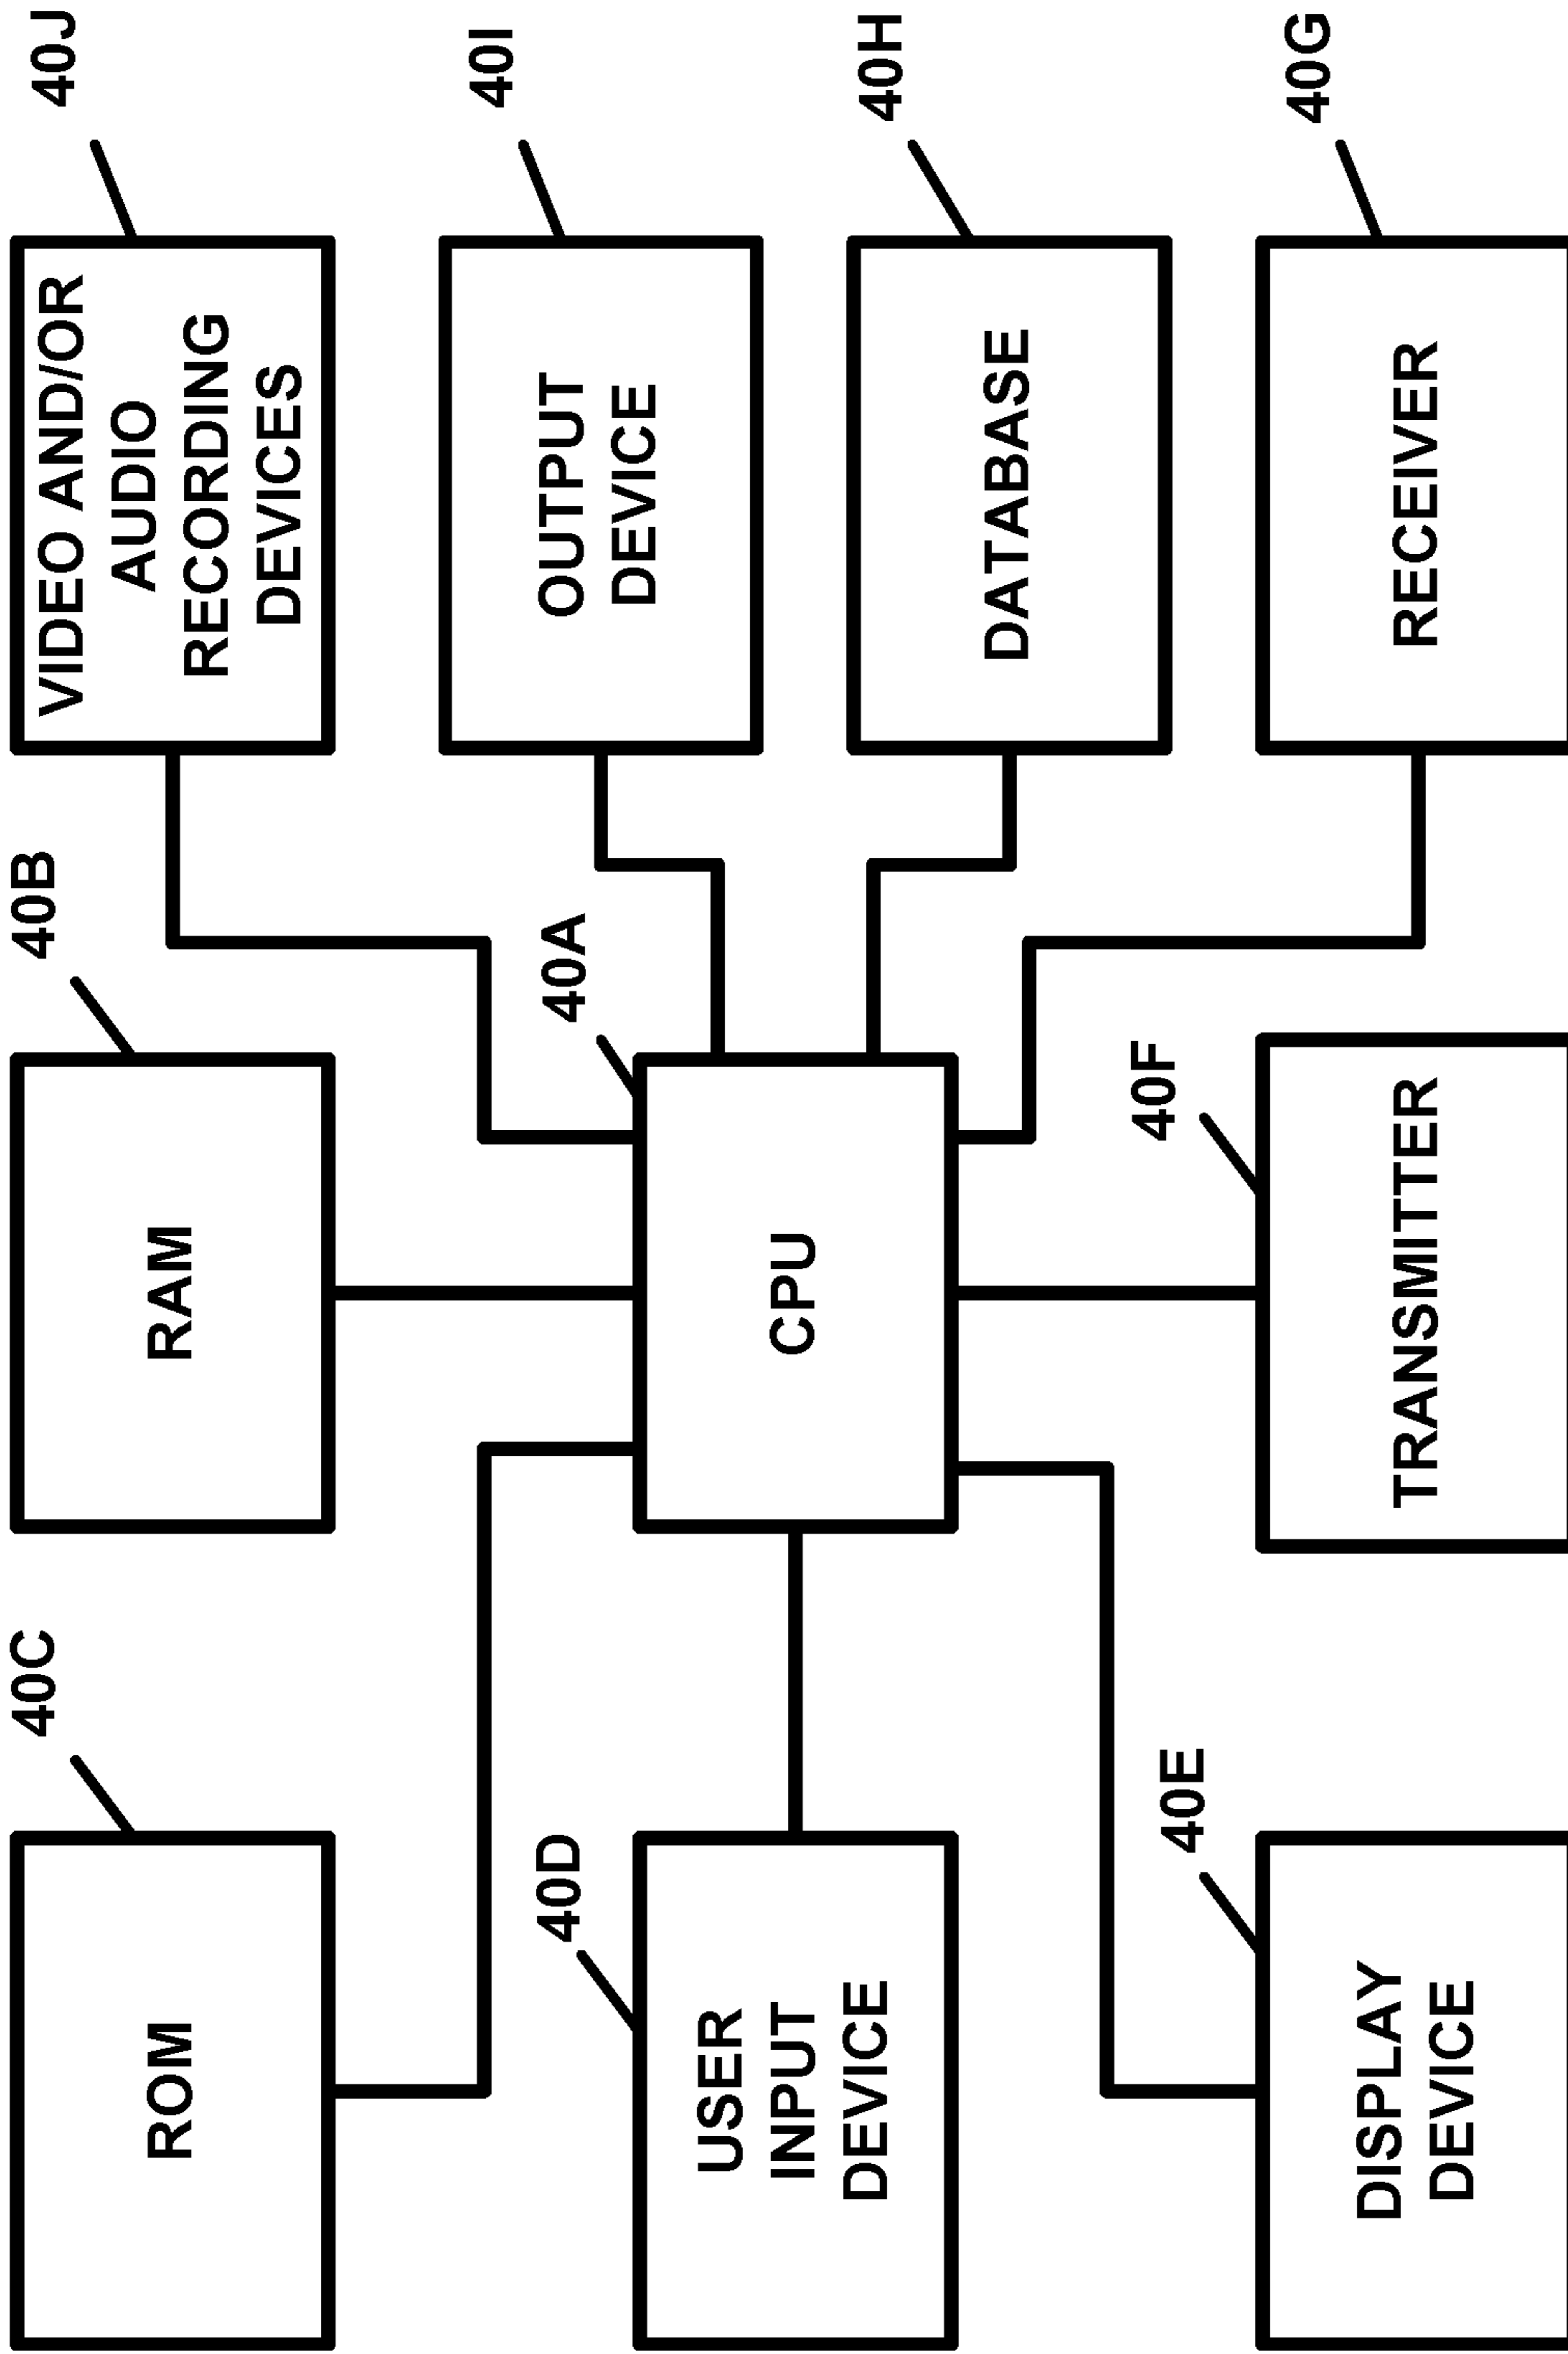 40C
ROM
40B
RAM
40J
VIDEO AND/OR
AUDIO
RECORDING
DEVICES
40D
USER
INPUT
DEVICE
40A
CPU
40I
OUTPUT
DEVICE
40H
DATABASE
40E
DISPLAY
DEVICE
40F
TRANSMITTER
40G
RECEIVER